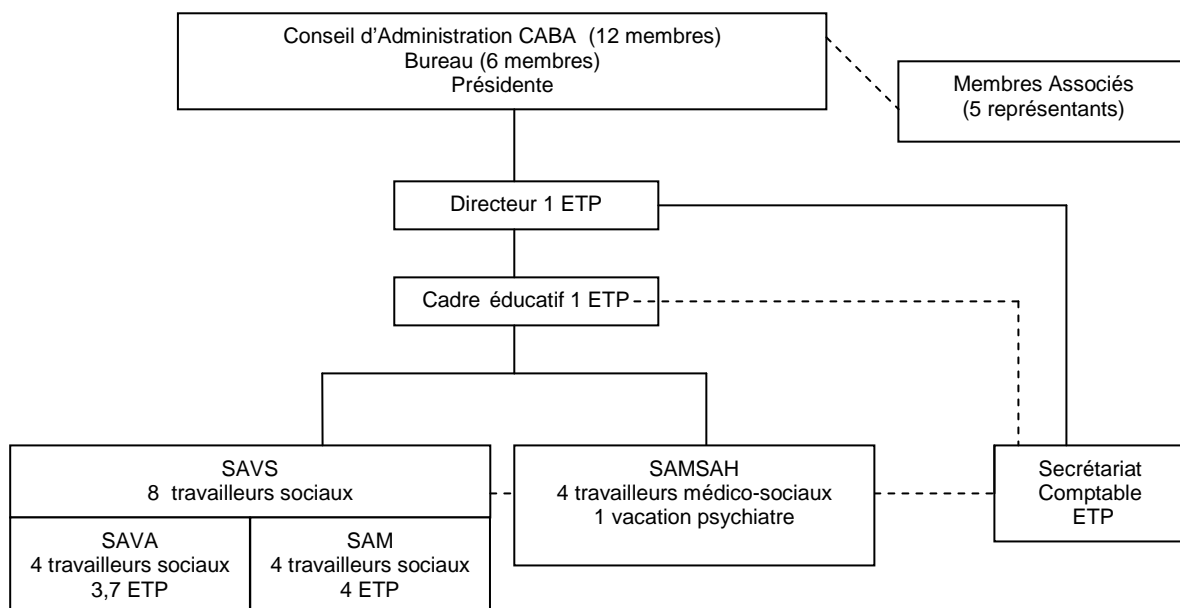 Conseil d'Administration CABA (12 membres)
Bureau (6 membres)
Présidente
Membres Associés
(5 représentants)
Directeur 1 ETP
Cadre éducatif 1 ETP
SAVS
8 travailleurs sociaux
SAVA
4 travailleurs sociaux
3,7 ETP
SAM
4 travailleurs sociaux
4 ETP
SAMSAH
4 travailleurs médico-sociaux
1 vacation psychiatre
Secrétariat
Comptable
ETP